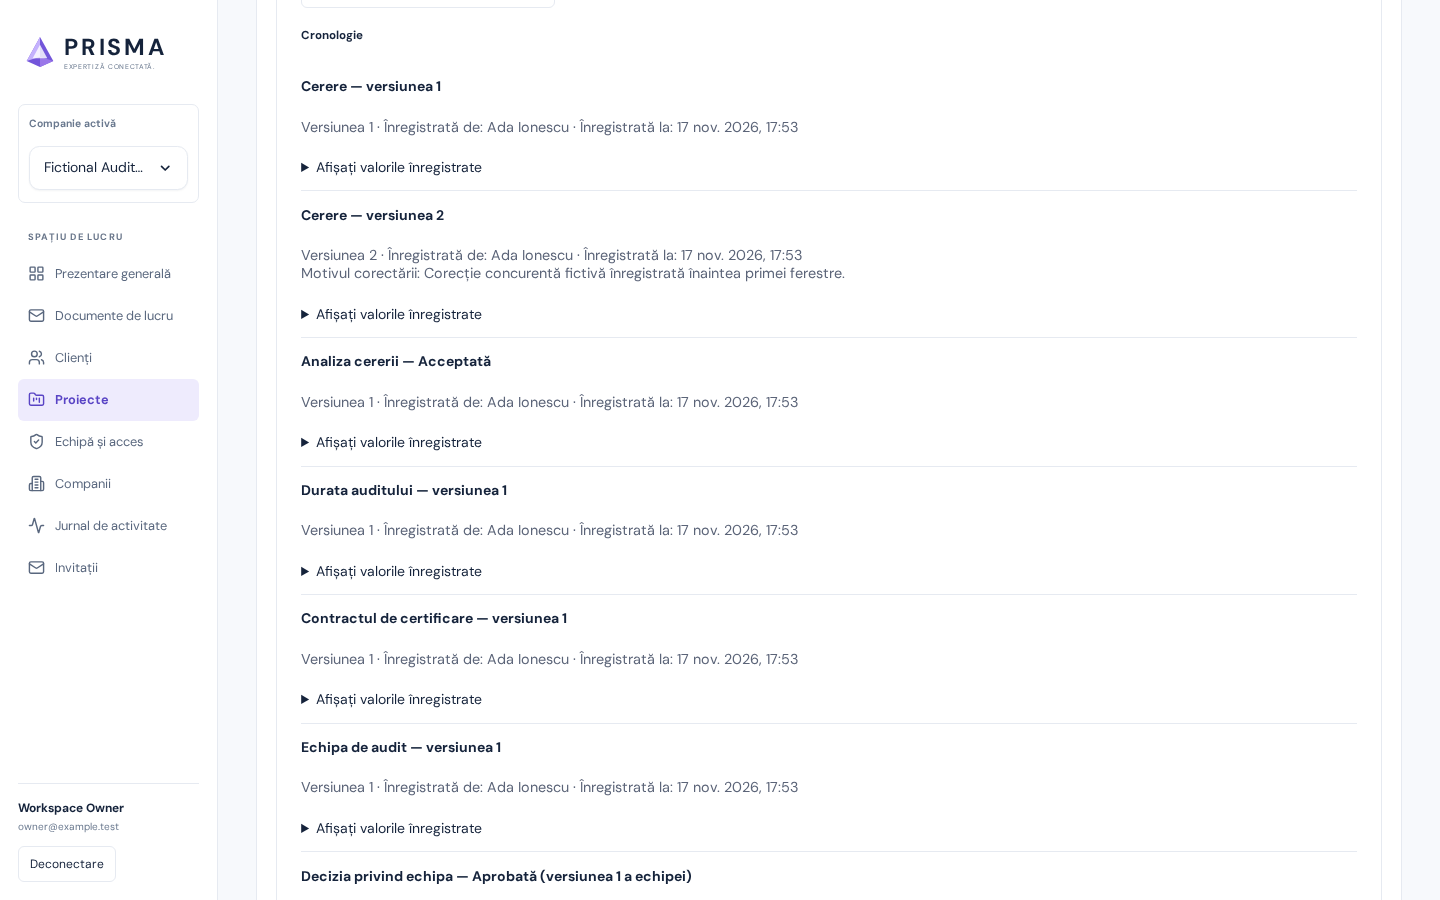 PRISMA
EXPERTIZĂ CONECTATĂ.
Companie activă
Fictional Audit...
SPAȚIU DE LUCRU
Prezentare generală
Documente de lucru
Clienți
Proiecte
Echipă și acces
Companii
Jurnal de activitate
Invitații
Workspace Owner
owner@example.test
Deconectare
Cronologie
Cerere — versiunea 1
Versiunea 1 · Înregistrată de: Ada Ionescu · Înregistrată la: 17 nov. 2026, 17:53
Afișați valorile înregistrate
Cerere — versiunea 2
Versiunea 2 · Înregistrată de: Ada Ionescu · Înregistrată la: 17 nov. 2026, 17:53
Motivul corectării: Corecție concurentă fictivă înregistrată înaintea primei ferestre.
Afișați valorile înregistrate
Analiza cererii — Acceptată
Versiunea 1 · Înregistrată de: Ada Ionescu · Înregistrată la: 17 nov. 2026, 17:53
Afișați valorile înregistrate
Durata auditului — versiunea 1
Versiunea 1 · Înregistrată de: Ada Ionescu · Înregistrată la: 17 nov. 2026, 17:53
Afișați valorile înregistrate
Contractul de certificare — versiunea 1
Versiunea 1 · Înregistrată de: Ada Ionescu · Înregistrată la: 17 nov. 2026, 17:53
Afișați valorile înregistrate
Echipa de audit — versiunea 1
Versiunea 1 · Înregistrată de: Ada Ionescu · Înregistrată la: 17 nov. 2026, 17:53
Afișați valorile înregistrate
Decizia privind echipa — Aprobată (versiunea 1 a echipei)